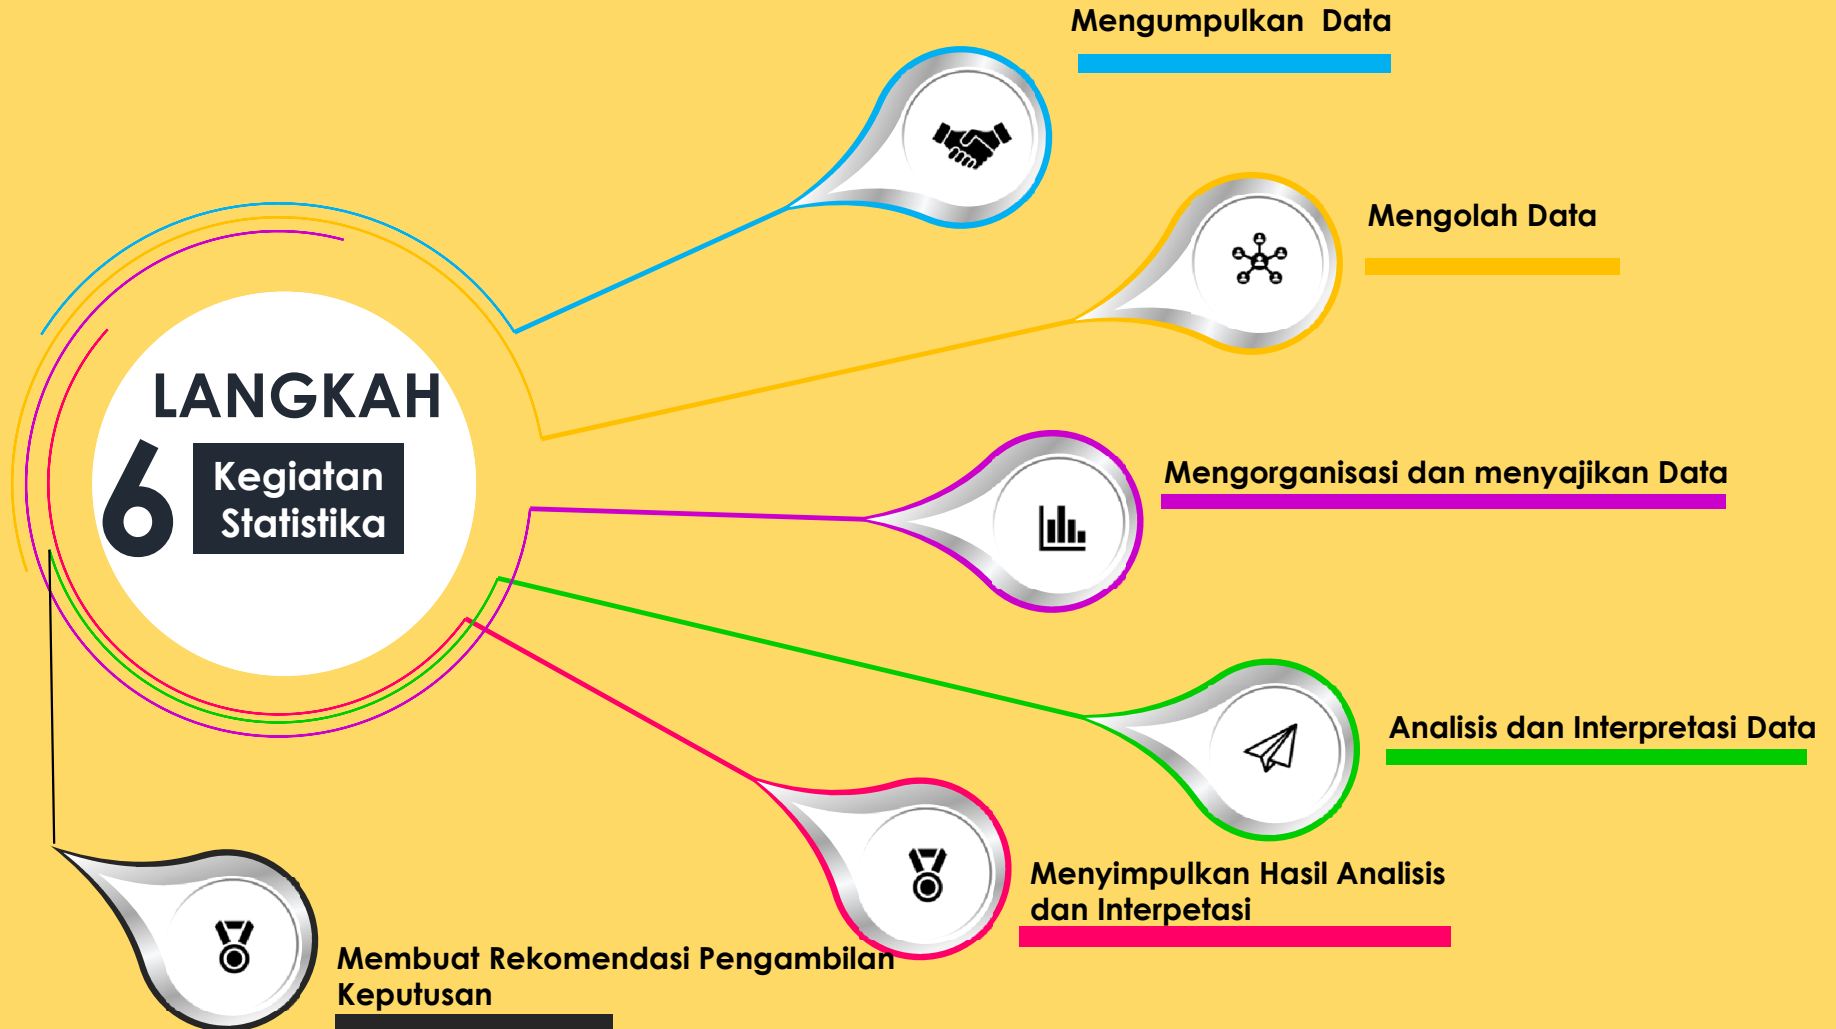 LANGKAH
6
Kegiatan
Statistika
Mengumpulkan Data
Mengolah Data
Mengorganisasi dan menyajikan Data
Analisis dan Interpretasi Data
Menyimpulkan Hasil Analisis
dan Interpetasi
Membuat Rekomendasi Pengambilan
Keputusan